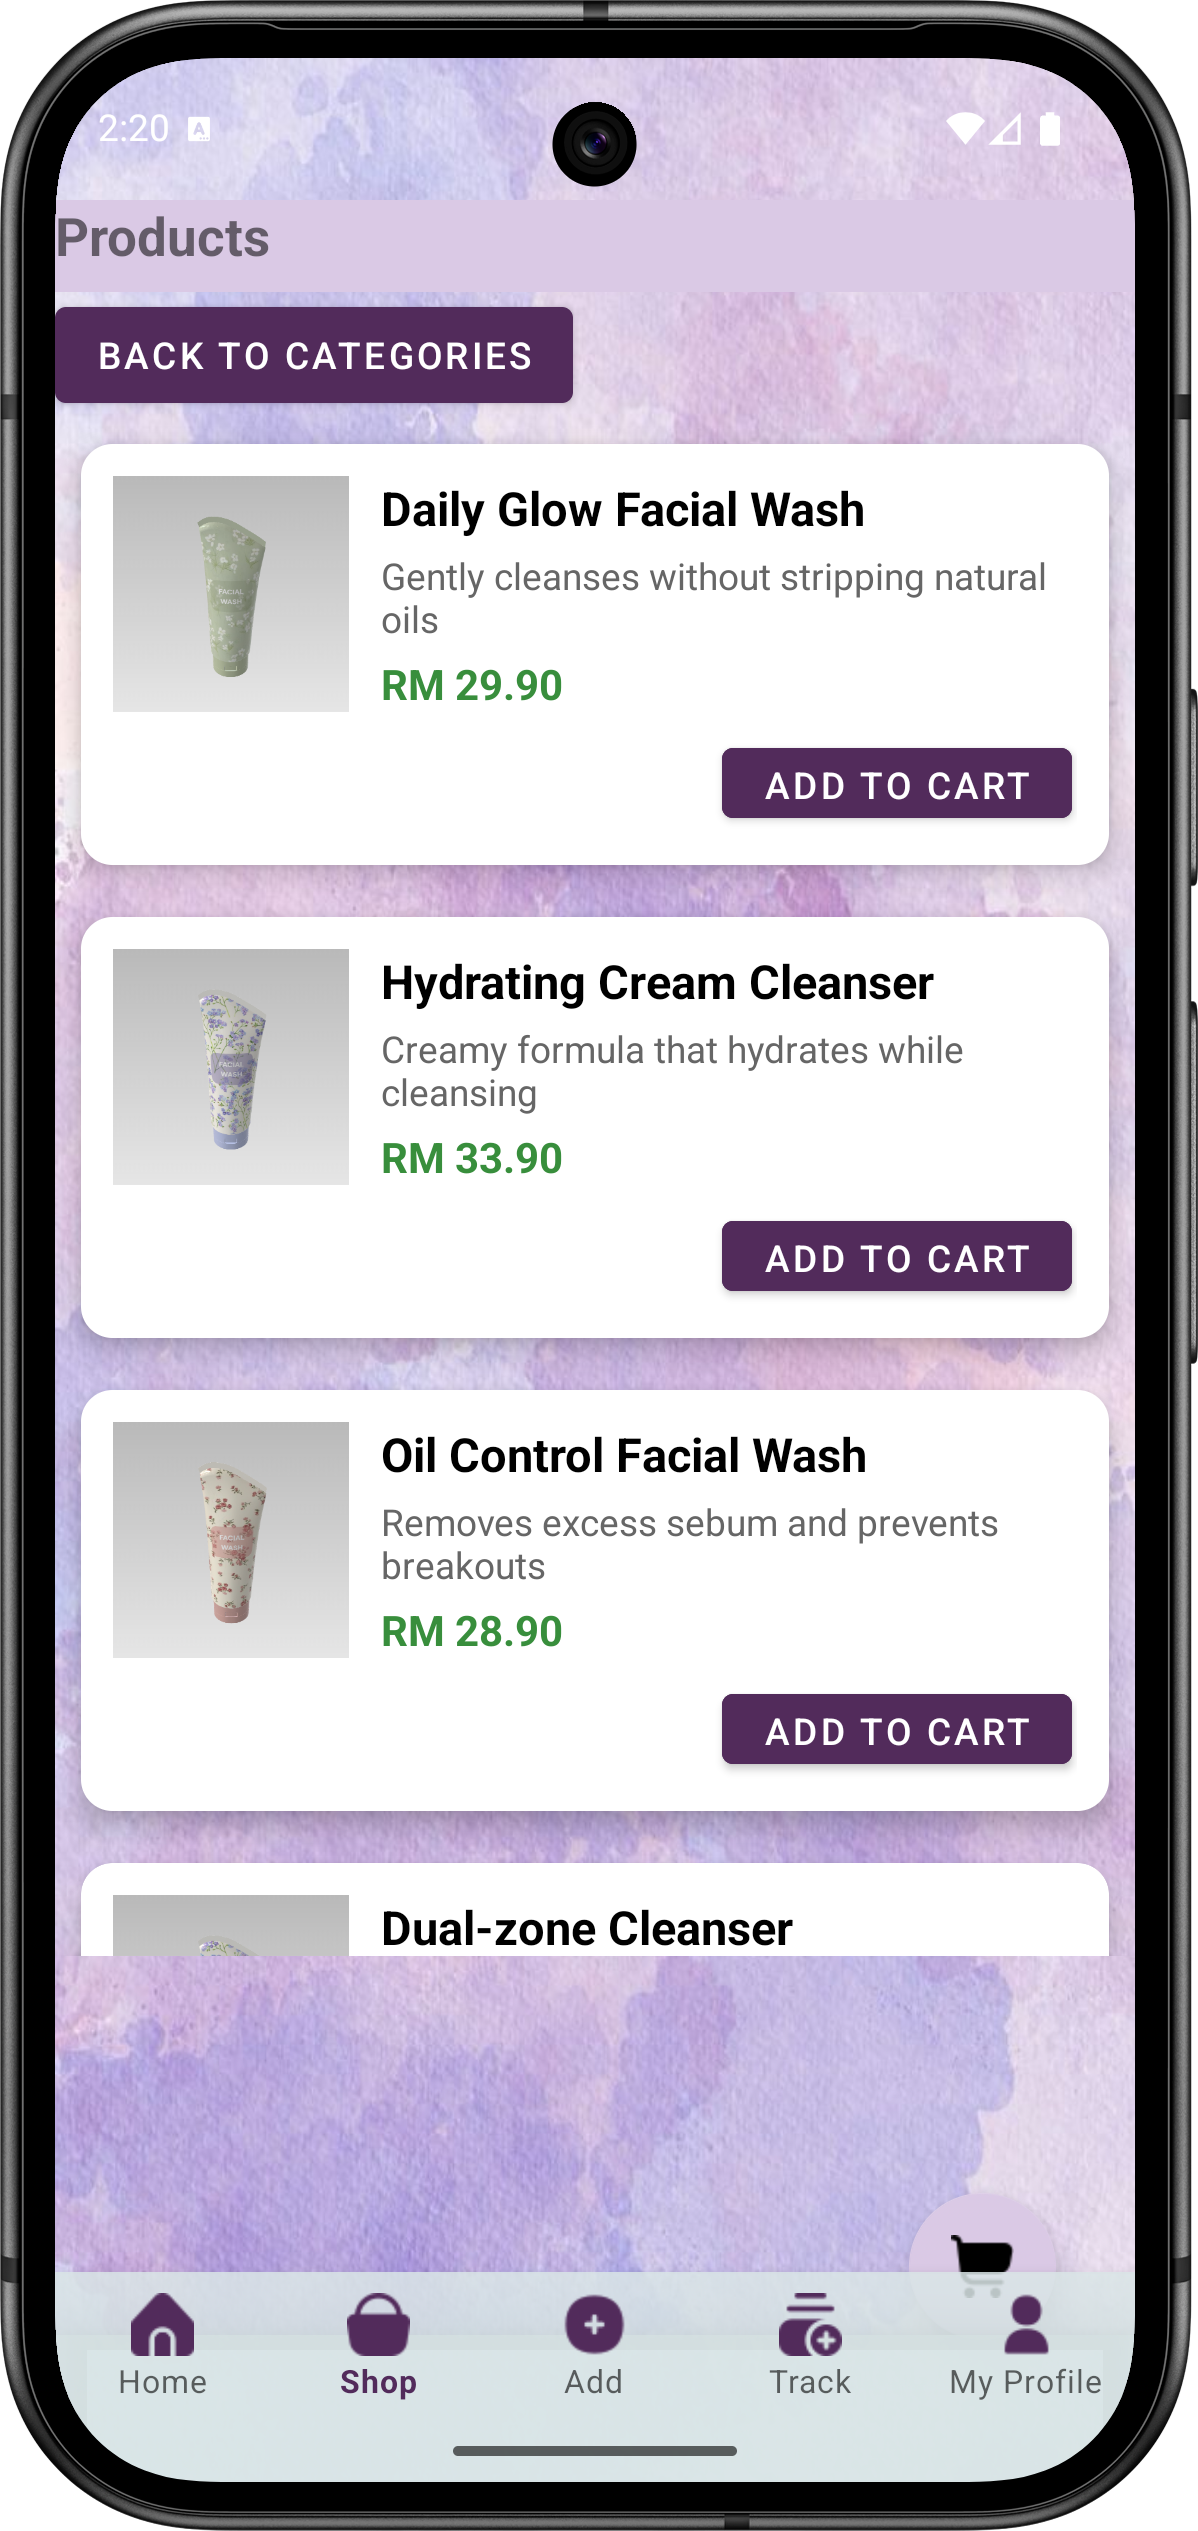 2:20
Products
BACK TO CATEGORIES
Daily Glow Facial Wash
Gently cleanses without stripping natural
oils
RM 29.90
FACIAL
WASH
ADD TO CART
Hydrating Cream Cleanser
Creamy formula that hydrates while
cleansing
RM 33.90
FACIAL
WASH
ADD TO CART
Oil Control Facial Wash
Removes excess sebum and prevents
breakouts
RM 28.90
FACIAL
WASH
ADD TO CART
Dual-zone Cleanser
Home
Shop
Add
Track
My Profile